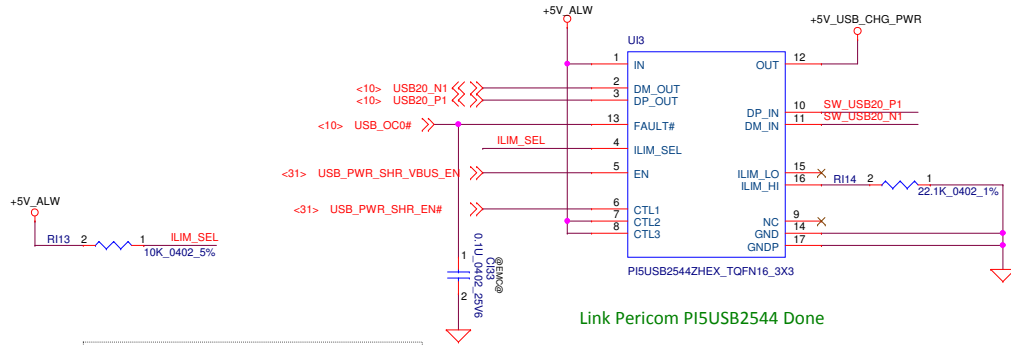 +5V_ALW
+5V_USB_CHG_PWR
UI3
1 IN OUT 12
<10> USB20_N1 2 DM_OUT
<10> USB20_P1 3 DP_OUT
DP_IN 10 SW_USB20_P1
DM_IN 11 SW_USB20_N1
<10> USB_OC0# 13 FAULT#
ILIM_SEL 4 ILIM_SEL
<31> USB_PWR_SHR_VBUS_EN 5 EN
ILIM_LO 15
ILIM_HI 16 RI14 2 1
22.1K_0402_1%
<31> USB_PWR_SHR_EN# 6 CTL1
7 CTL2
8 CTL3
NC 9
GND 14
GNDP 17
PI5USB2544ZHEX_TQFN16_3X3
+5V_ALW
RI13 2 1 ILIM_SEL
10K_0402_5%
1
2
@EMC@
CI33
0.1U_0402_25V6
Link Pericom PI5USB2544 Done